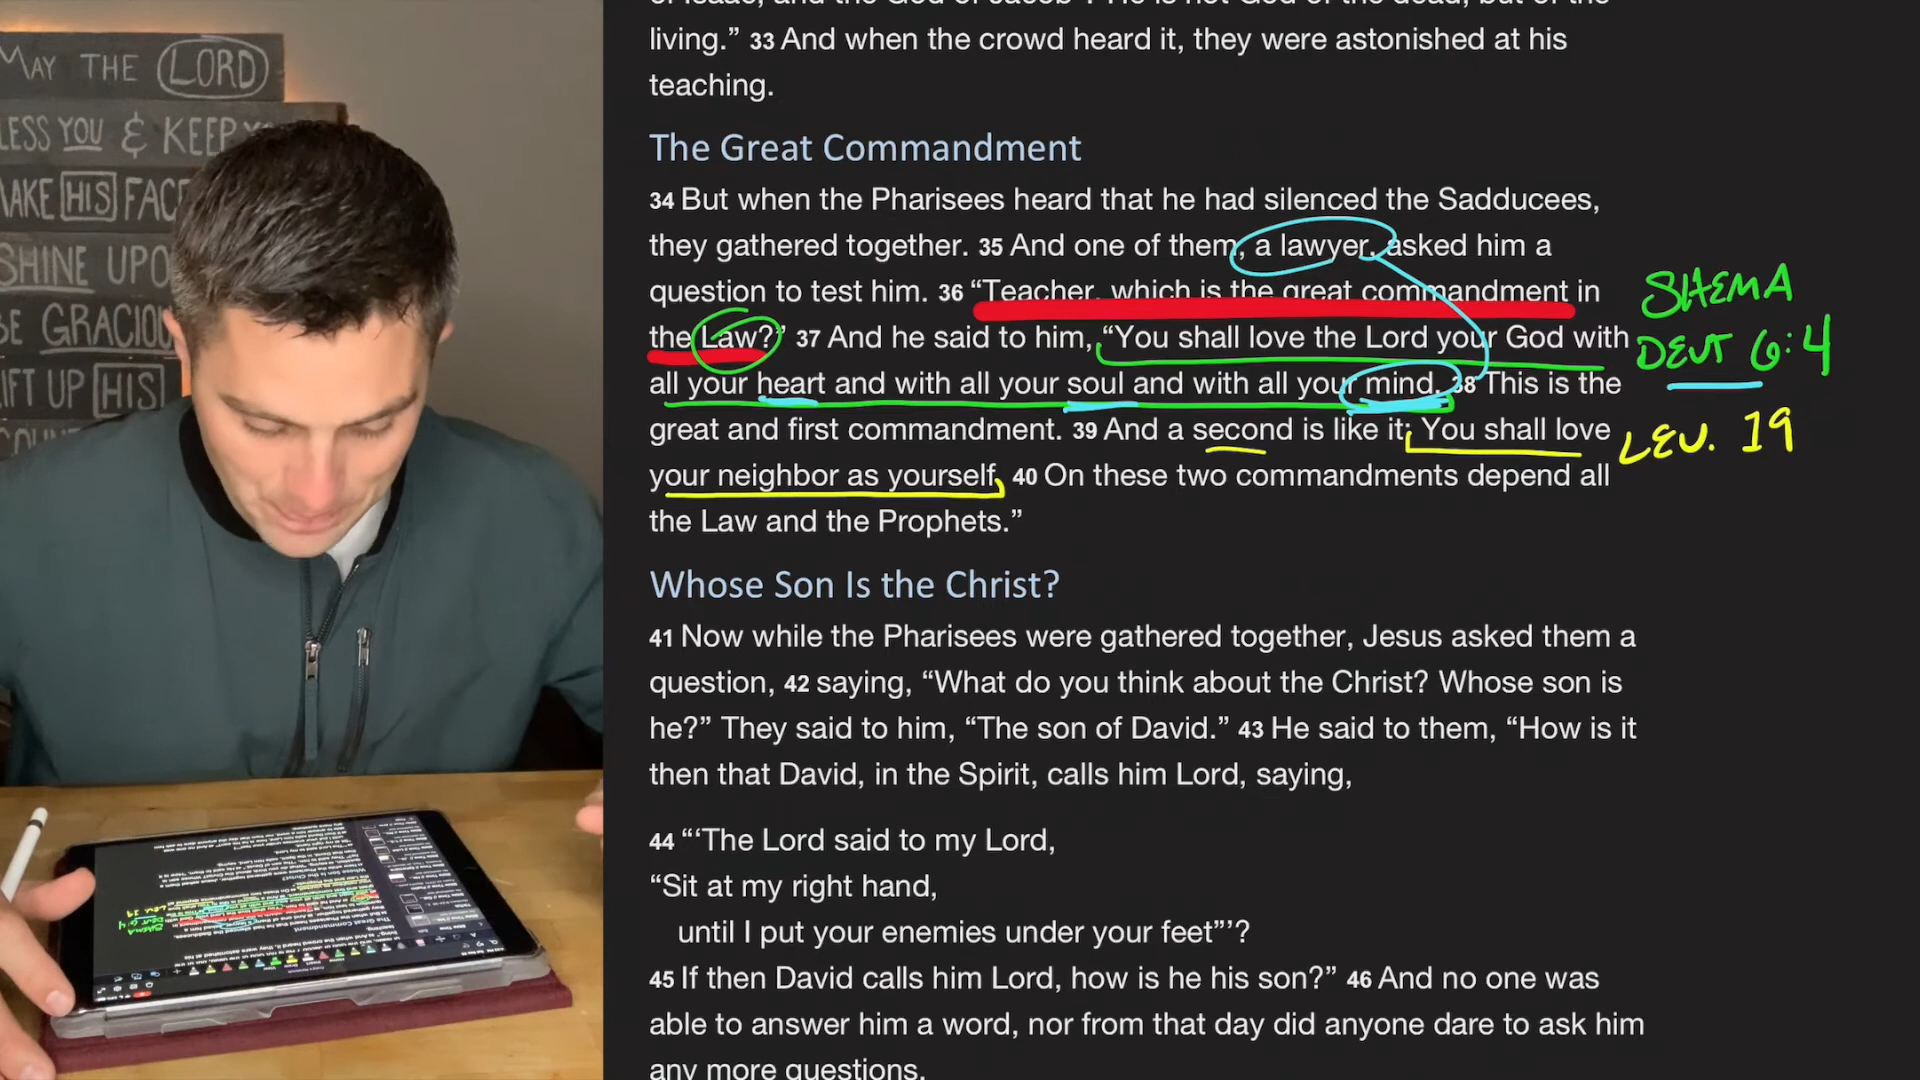 MAY THE LORD
LESS YOU & KEEP
MAKE HIS FAC
SHINE UPO
BE GRACIOU
IFT UP HIS
living.” 33 And when the crowd heard it, they were astonished at his
teaching.
The Great Commandment
34 But when the Pharisees heard that he had silenced the Sadducees,
they gathered together. 35 And one of them, a lawyer, asked him a
question to test him. 36 “Teacher, which is the great commandment in
the Law?” 37 And he said to him, “You shall love the Lord your God with
all your heart and with all your soul and with all your mind. 38 This is the
great and first commandment. 39 And a second is like it: You shall love
your neighbor as yourself. 40 On these two commandments depend all
the Law and the Prophets.”
SHEMA
DEUT 6:4
LEV. 19
Whose Son Is the Christ?
41 Now while the Pharisees were gathered together, Jesus asked them a
question, 42 saying, “What do you think about the Christ? Whose son is
he?” They said to him, “The son of David.” 43 He said to them, “How is it
then that David, in the Spirit, calls him Lord, saying,
44 “‘The Lord said to my Lord,
“Sit at my right hand,
until I put your enemies under your feet”’?
45 If then David calls him Lord, how is he his son?” 46 And no one was
able to answer him a word, nor from that day did anyone dare to ask him
any more questions.